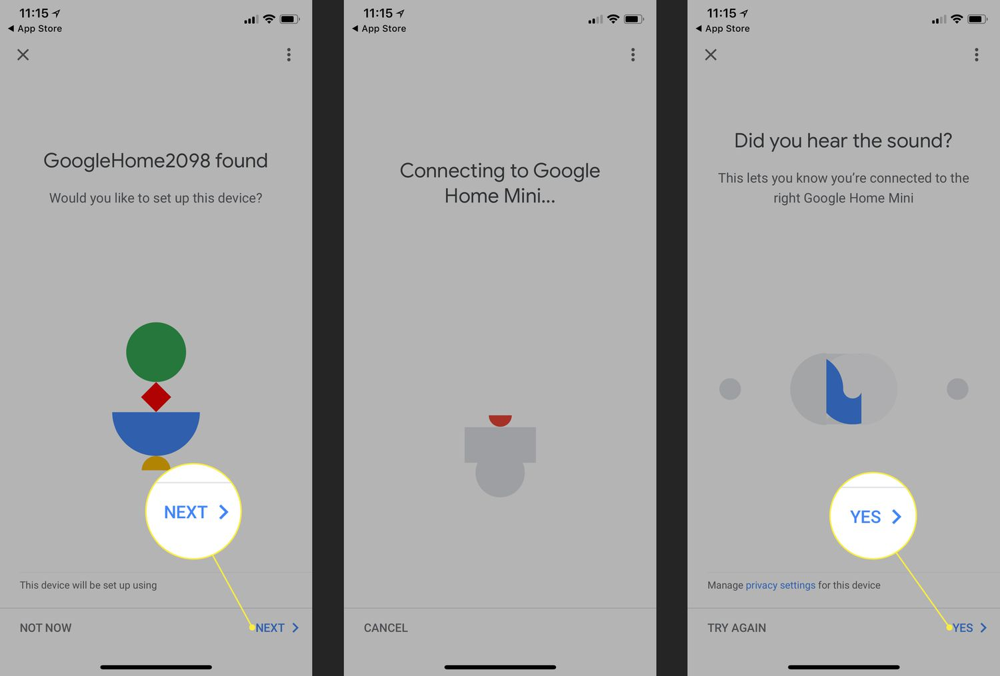 11:15
App Store
GoogleHome2098 found
Would you like to set up this device?
NEXT
This device will be set up using
NOT NOW
NEXT
11:15
App Store
Connecting to Google
Home Mini...
CANCEL
11:15
App Store
Did you hear the sound?
This lets you know you're connected to the
right Google Home Mini
YES
Manage privacy settings for this device
TRY AGAIN
YES